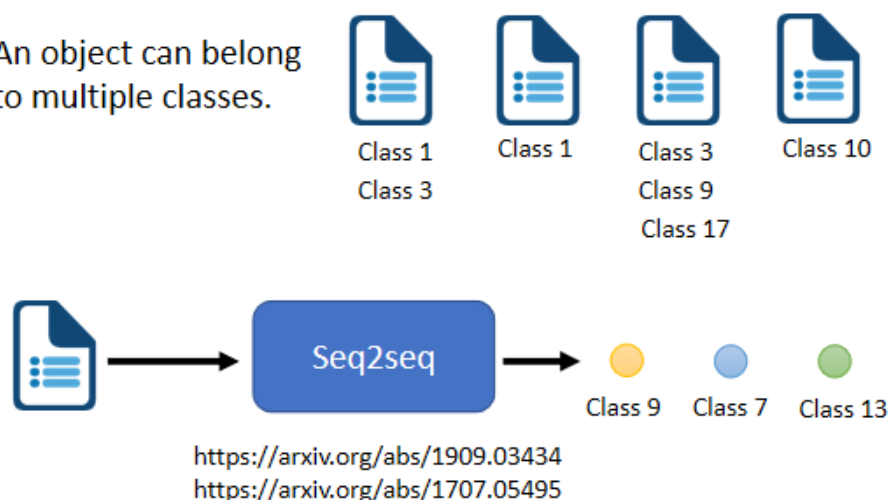 An object can belong
to multiple classes.
Class 1
Class 3
Class 1
Class 3
Class 9
Class 17
Class 10
Seq2seq
Class 9
Class 7
Class 13
https://arxiv.org/abs/1909.03434
https://arxiv.org/abs/1707.05495